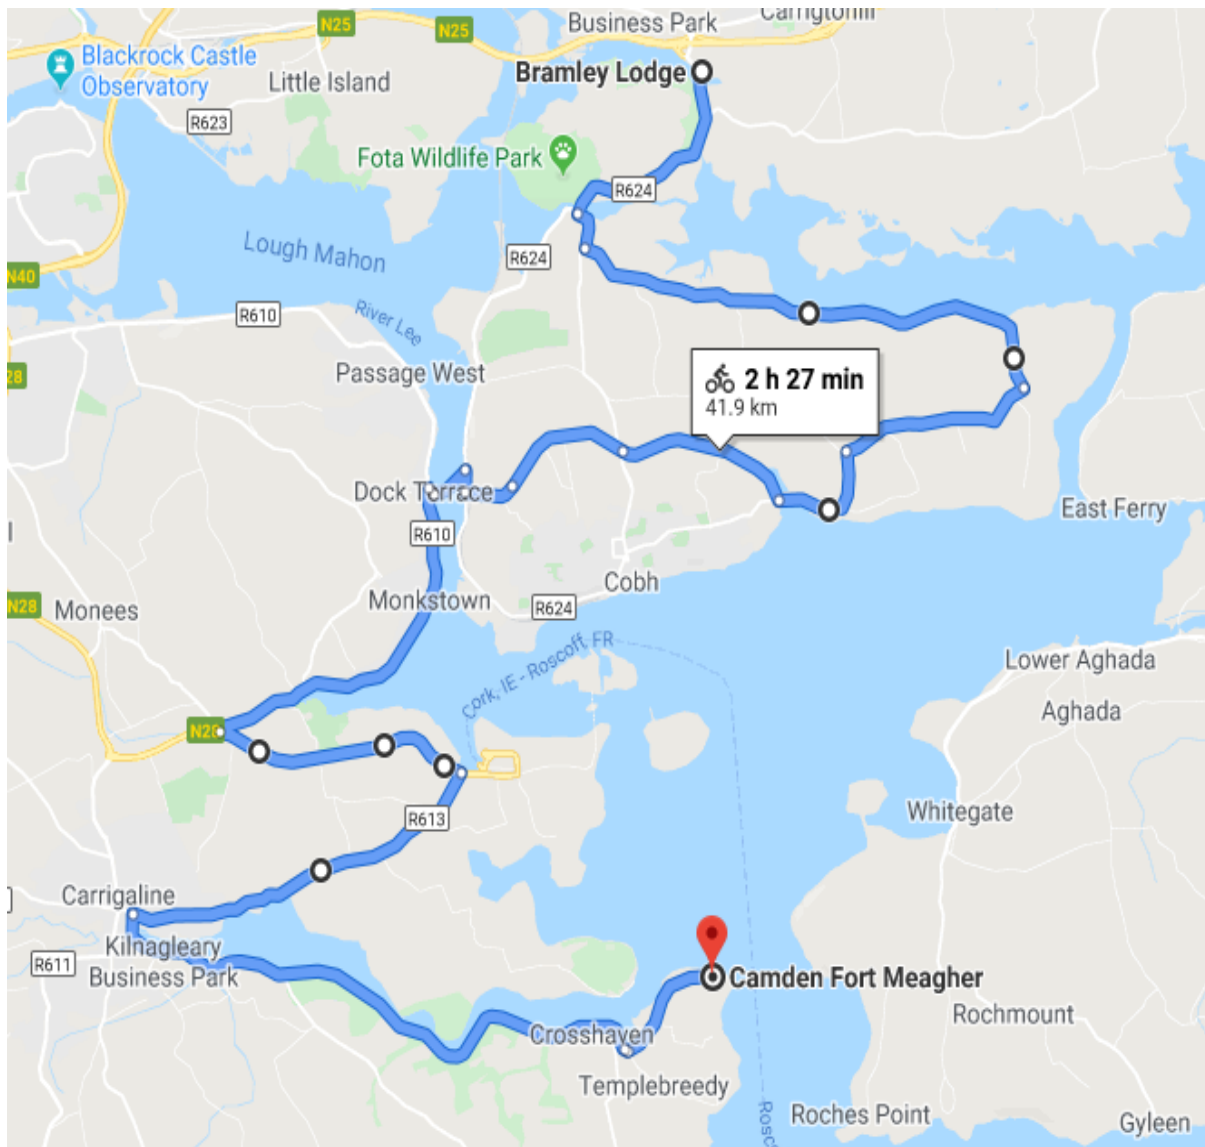 N25
N25
Business Park
Carrigtohill
Blackrock Castle
Observatory
Little Island
Bramley Lodge
R623
Fota Wildlife Park
R624
Lough Mahon
R624
N40
R610
River Lee
Passage West
28
2 h 27 min
41.9 km
Dock Terrace
R610
East Ferry
Cobh
Monkstown
R624
N28
Monees
Cork, IE - Roscoff, FR
Lower Aghada
Aghada
N28
R613
Whitegate
Carrigaline
Kilnagleary
Business Park
R611
Camden Fort Meagher
Rochmount
Crosshaven
Templebreedy
Rosc
Roches Point
Gyleen